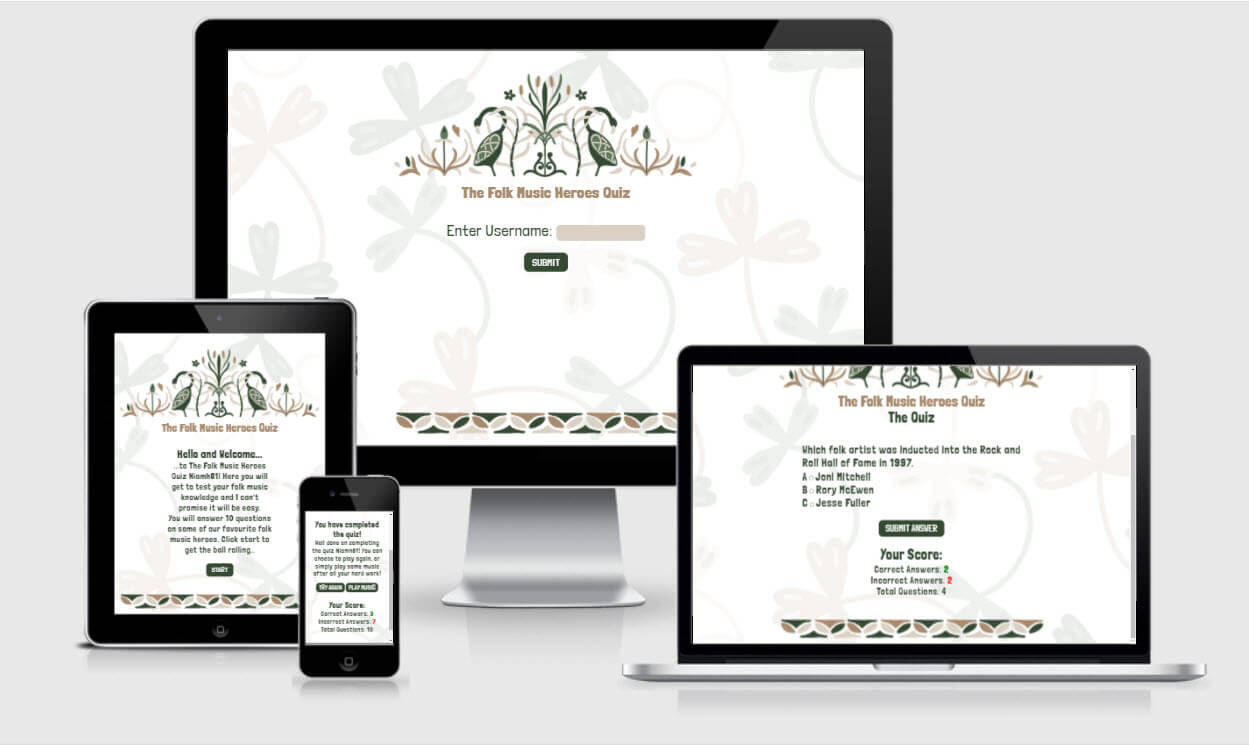 The Folk Music Heroes Quiz
Enter Username:
SUBMIT
The Folk Music Heroes Quiz
Hello and Welcome...
...to The Folk Music Heroes
Quiz Niamh81! Here you will
get to test your folk music
knowledge and I can't
promise it will be easy.
You will answer 10 questions
on some of our favourite folk
music heroes. Click start to
get the ball rolling..
START
You have completed
the quiz!
Well done on completing
the quiz Niamh81! You can
choose to play again, or
simply play some music
after all your hard work!
TRY AGAIN PLAY MUSIC
Your Score:
Correct Answers: 3
Incorrect Answers: 7
Total Questions: 10
The Folk Music Heroes Quiz
The Quiz
Which folk artist was inducted into the Rock and
Roll Hall of Fame in 1997.
A Joni Mitchell
B Rory McEwen
C Jesse Fuller
SUBMIT ANSWER
Your Score:
Correct Answers: 2
Incorrect Answers: 2
Total Questions: 4